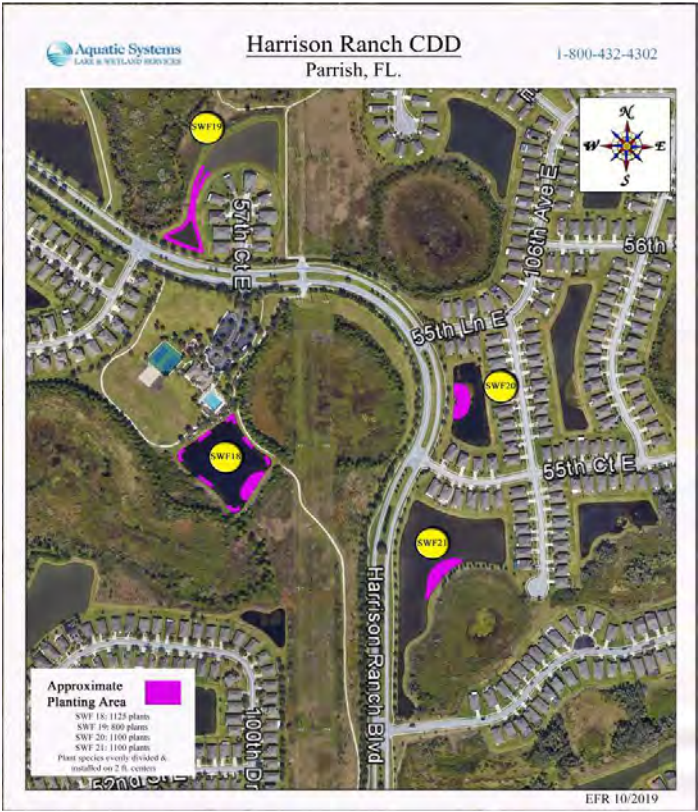 Aquatic Systems
LAKE & WETLAND SERVICES
Harrison Ranch CDD
Parrish, FL.
1-800-432-4302
N
W
E
S
SWF19
57th Ct E
106th Ave E
56th
55th Ln E
SWF20
SWF18
55th Ct E
SWF21
Harrison Ranch Blvd
100th Dr
52nd St E
Approximate
Planting Area
SWF 18: 1125 plants
SWF 19: 800 plants
SWF 20: 1100 plants
SWF 21: 1100 plants
Plant species evenly divided &
installed on 2 ft. centers
EFR 10/2019